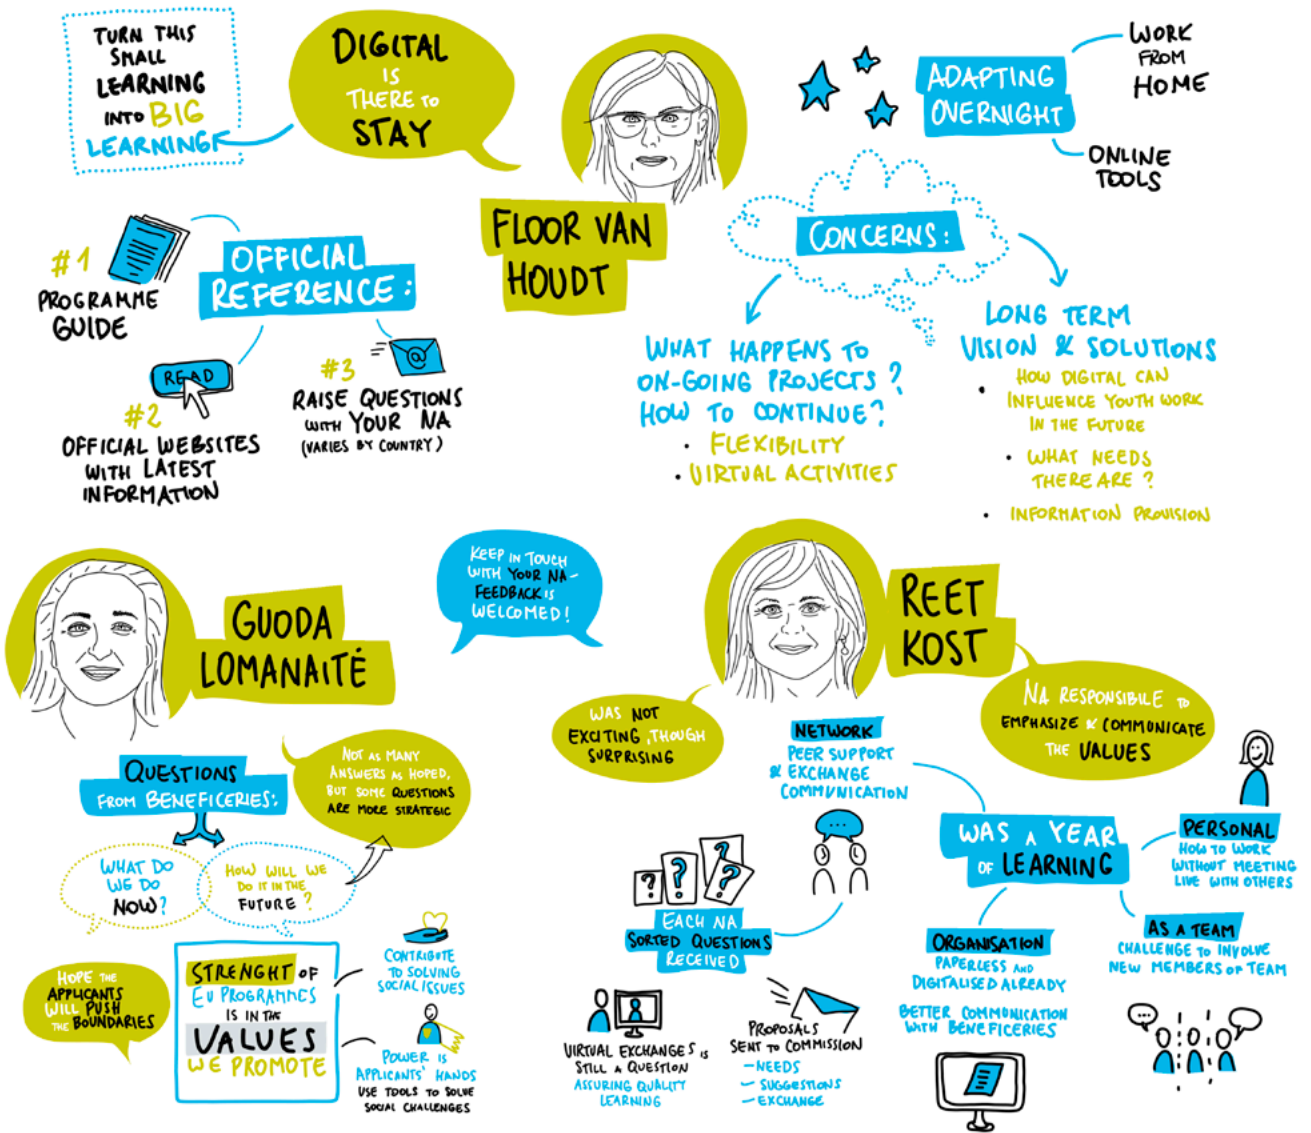 TURN THIS
SMALL
LEARNING
INTO BIG
LEARNING
DIGITAL
IS
THERE TO
STAY
FLOOR VAN
HOUDT
ADAPTING
OVERNIGHT
WORK
FROM
HOME
ONLINE
TOOLS
OFFICIAL
REFERENCE:
#1
PROGRAMME
GUIDE
READ
#2
OFFICIAL WEBSITES
WITH LATEST
INFORMATION
@
#3
RAISE QUESTIONS
WITH YOUR NA
(VARIES BY COUNTRY)
CONCERNS:
WHAT HAPPENS TO
ON-GOING PROJECTS?
HOW TO CONTINUE?
• FLEXIBILITY
• VIRTUAL ACTIVITIES
LONG TERM
VISION & SOLUTIONS
• HOW DIGITAL CAN
INFLUENCE YOUTH WORK
IN THE FUTURE
• WHAT NEEDS
THERE ARE?
• INFORMATION PROVISION
KEEP IN TOUCH
WITH YOUR NA-
FEEDBACK IS
WELCOMED!
GUODA
LOMANAITĖ
QUESTIONS
FROM BENEFICERIES:
NOT AS MANY
ANSWERS AS HOPED,
BUT SOME QUESTIONS
ARE MORE STRATEGIC
WHAT DO
WE DO
NOW?
HOW WILL WE
DO IT IN THE
FUTURE?
HOPE THE
APPLICANTS
WILL PUSH
THE BOUNDARIES
STRENGHT OF
EU PROGRAMMES
IS IN THE
VALUES
WE PROMOTE
CONTRIBUTE
TO SOLVING
SOCIAL ISSUES
POWER IS
APPLICANTS' HANDS
USE TOOLS TO SOLVE
SOCIAL CHALLENGES
REET
KOST
WAS NOT
EXCITING, THOUGH
SURPRISING
NA RESPONSIBILE TO
EMPHASIZE & COMMUNICATE
THE VALUES
NETWORK
PEER SUPPORT
& EXCHANGE
COMMUNICATION
WAS A YEAR
OF LEARNING
PERSONAL
HOW TO WORK
WITHOUT MEETING
LIVE WITH OTHERS
AS A TEAM
CHALLENGE TO INVOLVE
NEW MEMBERS OF TEAM
ORGANISATION
PAPERLESS AND
DIGITALISED ALREADY
BETTER COMMUNICATION
WITH BENEFICERIES
? ? ? ?
EACH NA
SORTED QUESTIONS
RECEIVED
VIRTUAL EXCHANGES IS
STILL A QUESTION
ASSURING QUALITY
LEARNING
PROPOSALS
SENT TO COMMISSION
- NEEDS
- SUGGESTIONS
- EXCHANGE